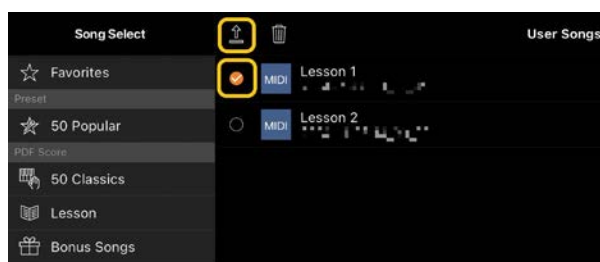 Song Select
User Songs
Favorites
Preset
50 Popular
PDF Score
50 Classics
Lesson
Bonus Songs
MIDI Lesson 1
MIDI Lesson 2